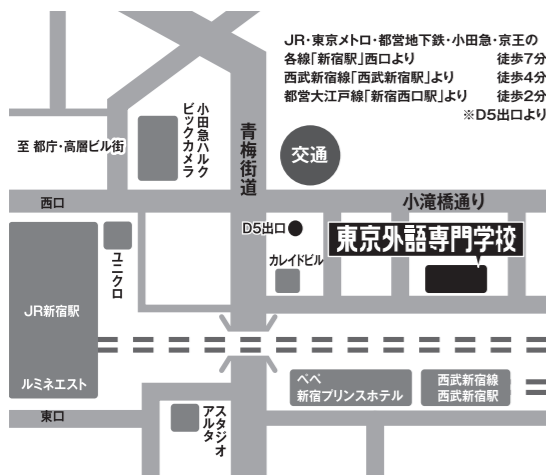 JR・東京メトロ・都営地下鉄・小田急・京王の
各線「新宿駅」西口より 徒歩7分
西武新宿線「西武新宿駅」より 徒歩4分
都営大江戸線「新宿西口駅」より 徒歩2分
※D5出口より
交通
至 都庁・高層ビル街
小田急ハルク
ビックカメラ
青梅街道
西口
小滝橋通り
D5出口
東京外語専門学校
カレイドビル
ユニクロ
JR新宿駅
ルミネエスト
ペペ
新宿プリンスホテル
西武新宿線
西武新宿駅
東口
スタジオ
アルタ